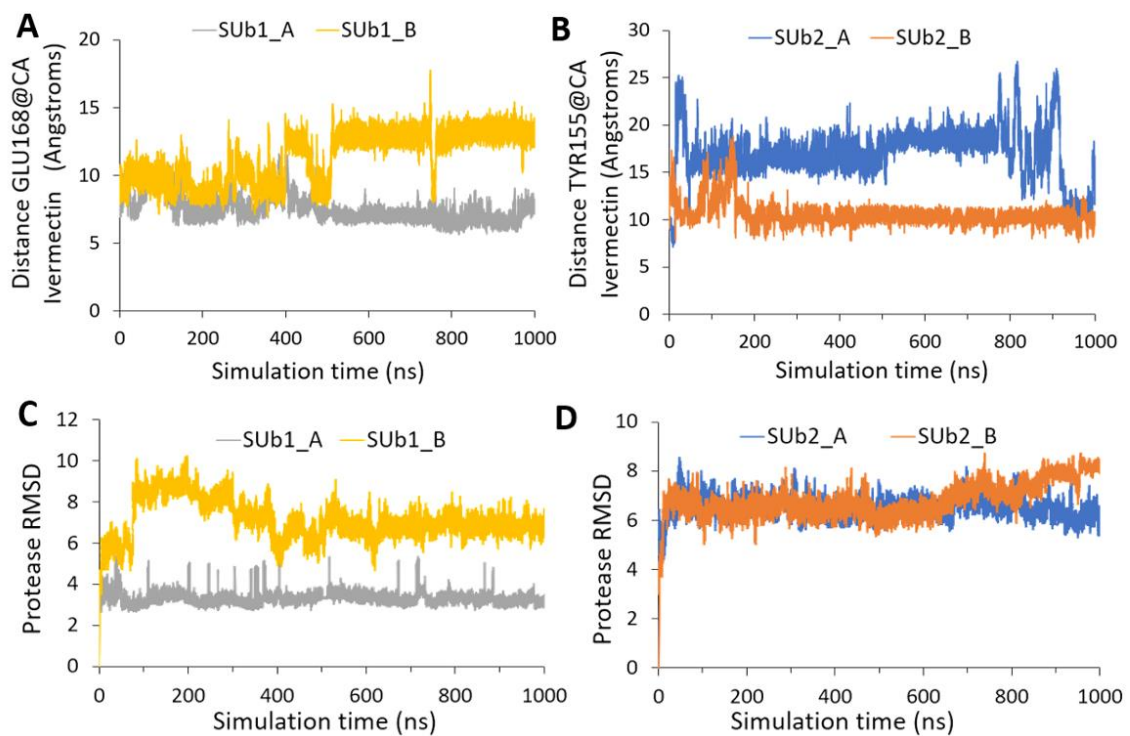 A
SUb1_A SUb1_B
Distance GLU168@CA
Ivermectin (Angstroms)
20
15
10
5
0
0 200 400 600 800 1000
Simulation time (ns)
B
SUb2_A SUb2_B
Distance TYR155@CA
Ivermectin (Angstroms)
30
25
20
15
10
5
0
0 200 400 600 800 1000
Simulation time (ns)
C
SUb1_A SUb1_B
Protease RMSD
12
10
8
6
4
2
0
0 200 400 600 800 1000
Simulation time (ns)
D
SUb2_A SUb2_B
Protease RMSD
10
8
6
4
2
0
0 200 400 600 800 1000
Simulation time (ns)